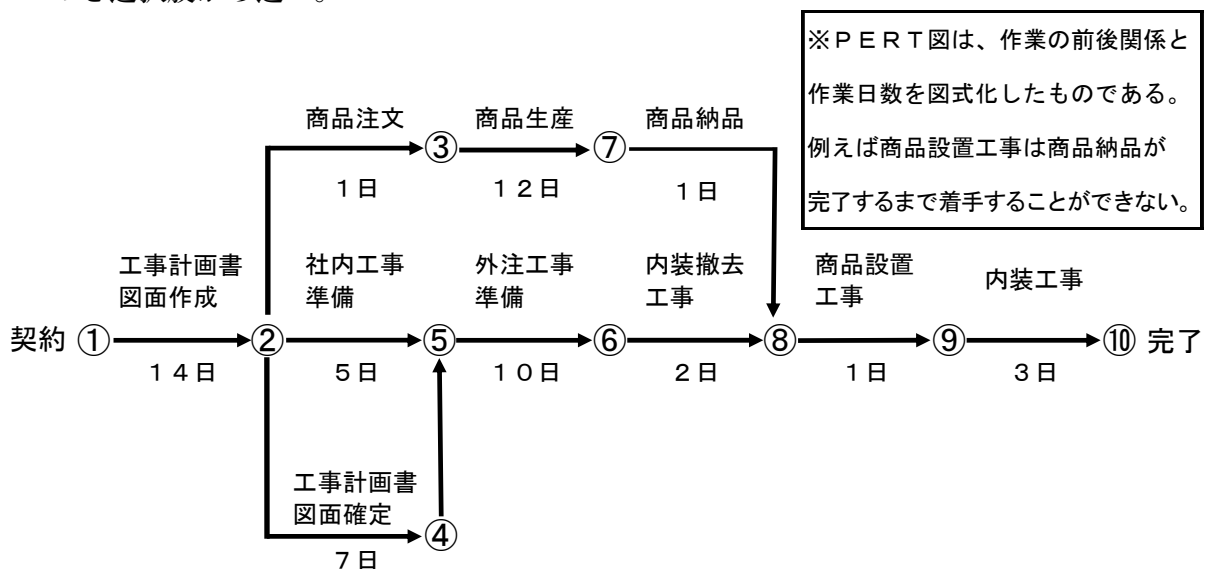 ※PERT図は、作業の前後関係と
作業日数を図式化したものである。
例えば商品設置工事は商品納品が
完了するまで着手することができない。
商品注文
商品生産
商品納品
③
⑦
1日
12日
1日
工事計画書
図面作成
社内工事
準備
外注工事
準備
内装撤去
工事
商品設置
工事
内装工事
契約 ①
②
⑤
⑥
⑧
⑨
⑩ 完了
14日
5日
10日
2日
1日
3日
工事計画書
図面確定
④
7日